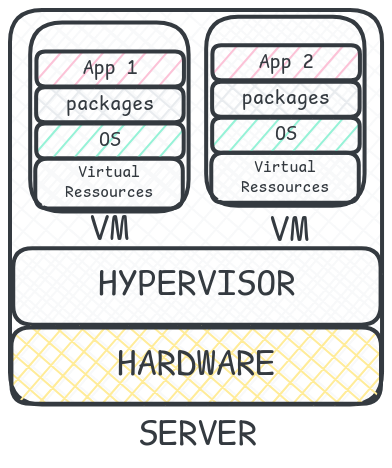 App 1
packages
OS
Virtual
Ressources
VM
App 2
packages
OS
Virtual
Ressources
VM
HYPERVISOR
HARDWARE
SERVER